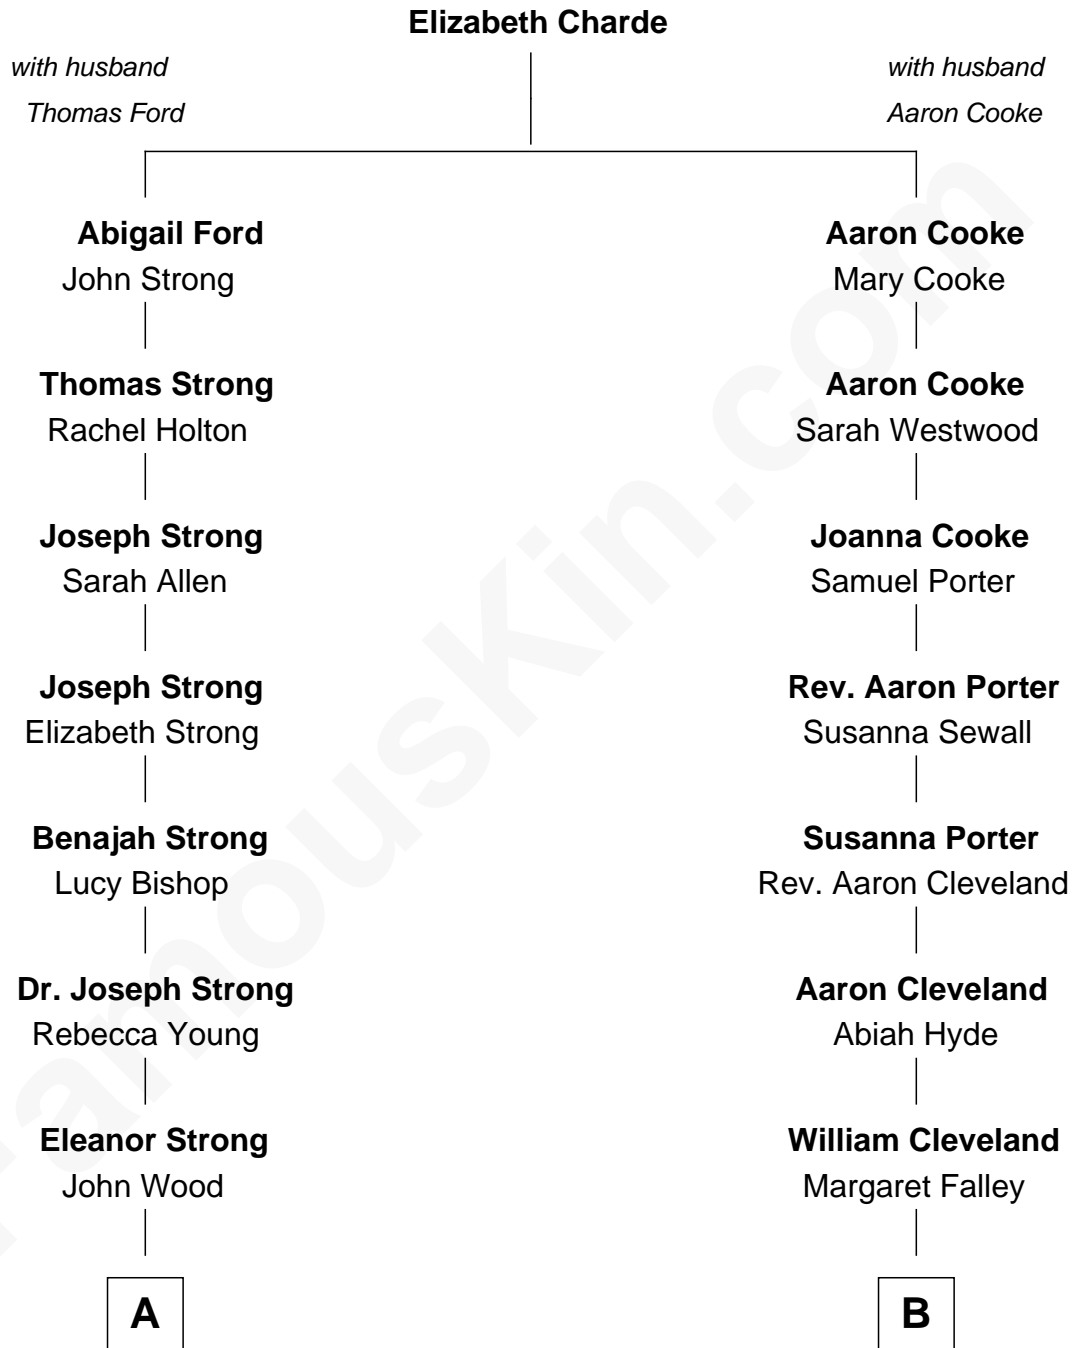 Elizabeth Charde
with husband
Thomas Ford
with husband
Aaron Cooke
Abigail Ford
John Strong
Aaron Cooke
Mary Cooke
Thomas Strong
Rachel Holton
Aaron Cooke
Sarah Westwood
Joseph Strong
Sarah Allen
Joanna Cooke
Samuel Porter
Joseph Strong
Elizabeth Strong
Rev. Aaron Porter
Susanna Sewall
Benajah Strong
Lucy Bishop
Susanna Porter
Rev. Aaron Cleveland
Dr. Joseph Strong
Rebecca Young
Aaron Cleveland
Abiah Hyde
Eleanor Strong
John Wood
William Cleveland
Margaret Falley
A
B
FamousKin.com